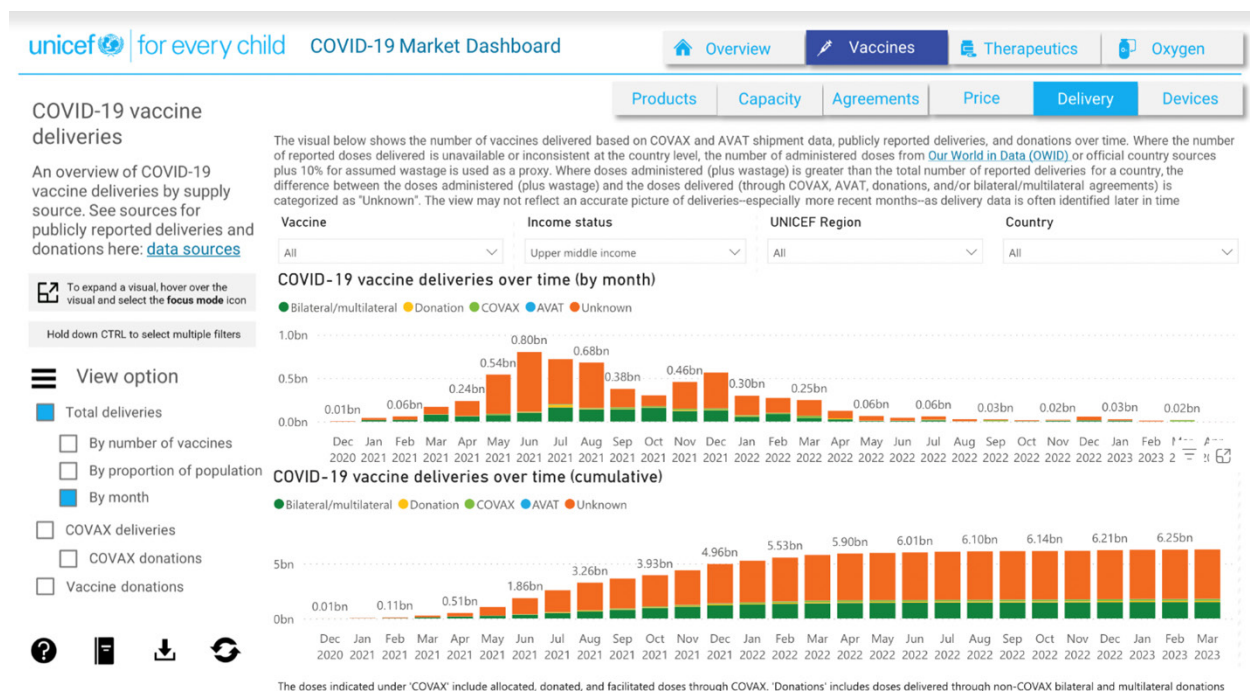 unicef for every child
COVID-19 Market Dashboard
Overview
Vaccines
Therapeutics
Oxygen
Products
Capacity
Agreements
Price
Delivery
Devices
COVID-19 vaccine
deliveries
An overview of COVID-19
vaccine deliveries by supply
source. See sources for
publicly reported deliveries and
donations here: data sources
To expand a visual, hover over the
visual and select the focus mode icon
Hold down CTRL to select multiple filters
View option
Total deliveries
By number of vaccines
By proportion of population
By month
COVAX deliveries
COVAX donations
Vaccine donations
The visual below shows the number of vaccines delivered based on COVAX and AVAT shipment data, publicly reported deliveries, and donations over time. Where the number
of reported doses delivered is unavailable or inconsistent at the country level, the number of administered doses from Our World in Data (OWID) or official country sources
plus 10% for assumed wastage is used as a proxy. Where doses administered (plus wastage) is greater than the total number of reported deliveries for a country, the
difference between the doses administered (plus wastage) and the doses delivered (through COVAX, AVAT, donations, and/or bilateral/multilateral agreements) is
categorized as "Unknown". The view may not reflect an accurate picture of deliveries--especially more recent months--as delivery data is often identified later in time
Vaccine Income status UNICEF Region Country
All Upper middle income All All
COVID-19 vaccine deliveries over time (by month)
Bilateral/multilateral Donation COVAX AVAT Unknown
1.0bn
0.5bn
0.0bn
0.01bn 0.06bn 0.24bn 0.54bn 0.80bn 0.68bn 0.38bn 0.46bn 0.30bn 0.25bn 0.06bn 0.06bn 0.03bn 0.02bn 0.03bn 0.02bn
Dec Jan Feb Mar Apr May Jun Jul Aug Sep Oct Nov Dec Jan Feb Mar Apr May Jun Jul Aug Sep Oct Nov Dec Jan Feb
2020 2021 2021 2021 2021 2021 2021 2021 2021 2021 2021 2021 2021 2022 2022 2022 2022 2022 2022 2022 2022 2022 2022 2022 2022 2023 2023
COVID-19 vaccine deliveries over time (cumulative)
Bilateral/multilateral Donation COVAX AVAT Unknown
5bn
0bn
0.01bn 0.11bn 0.51bn 1.86bn 3.26bn 3.93bn 4.96bn 5.53bn 5.90bn 6.01bn 6.10bn 6.14bn 6.21bn 6.25bn
Dec Jan Feb Mar Apr May Jun Jul Aug Sep Oct Nov Dec Jan Feb Mar Apr May Jun Jul Aug Sep Oct Nov Dec Jan Feb Mar
2020 2021 2021 2021 2021 2021 2021 2021 2021 2021 2021 2021 2021 2022 2022 2022 2022 2022 2022 2022 2022 2022 2022 2022 2022 2023 2023 2023
The doses indicated under 'COVAX' include allocated, donated, and facilitated doses through COVAX. 'Donations' includes doses delivered through non-COVAX bilateral and multilateral donations